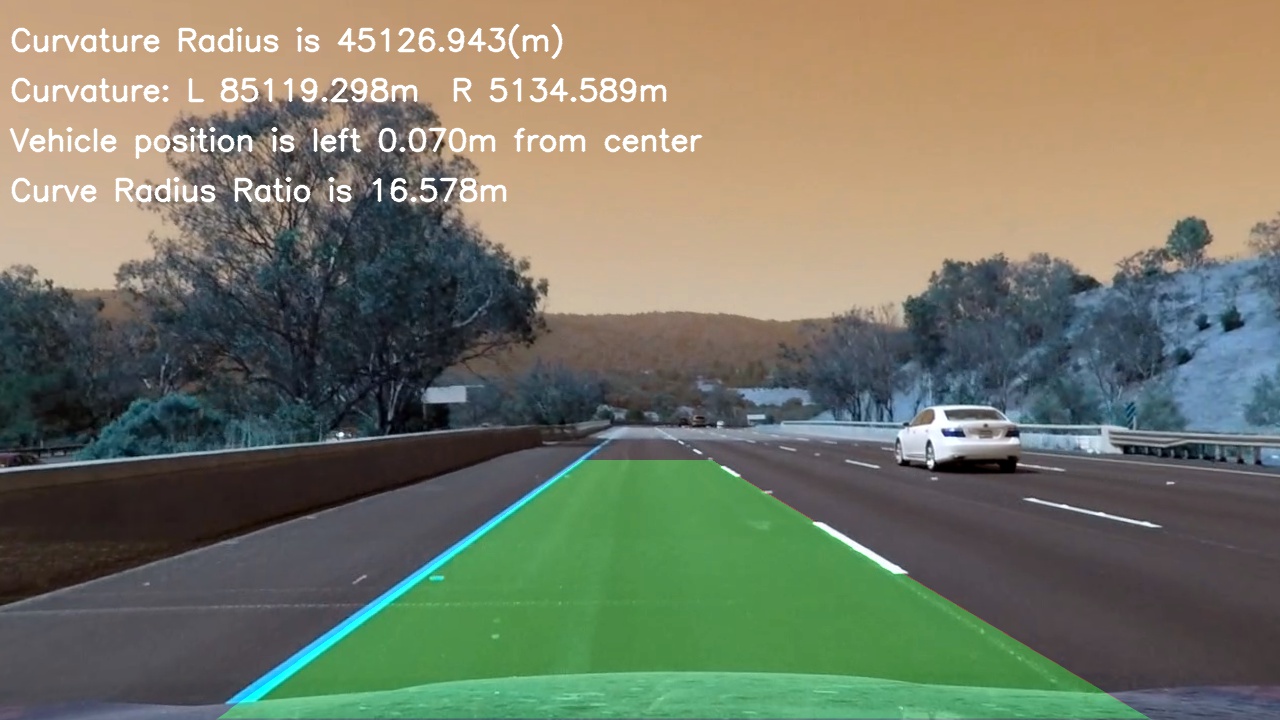 Curvature Radius is 45126.943(m)
Curvature: L 85119.298m R 5134.589m
Vehicle position is left 0.070m from center
Curve Radius Ratio is 16.578m